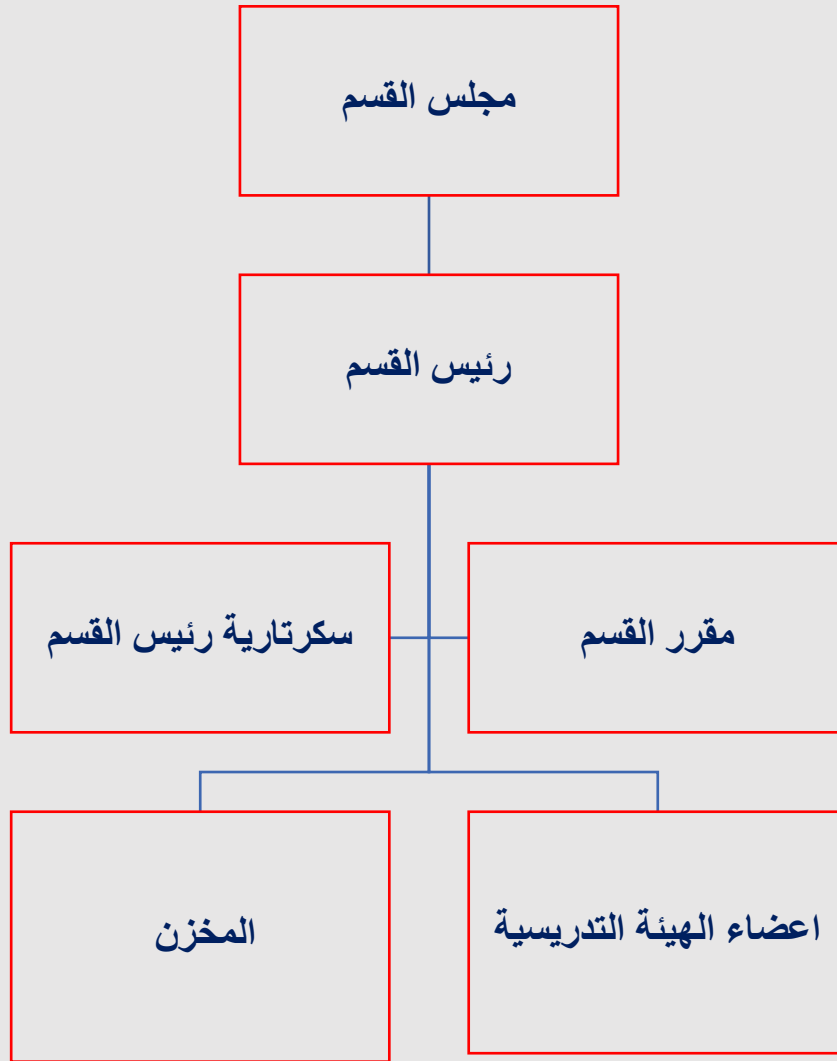 مجلس القسم
رئيس القسم
مقرر القسم
سكرتارية رئيس القسم
اعضاء الهيئة التدريسية
المخزن